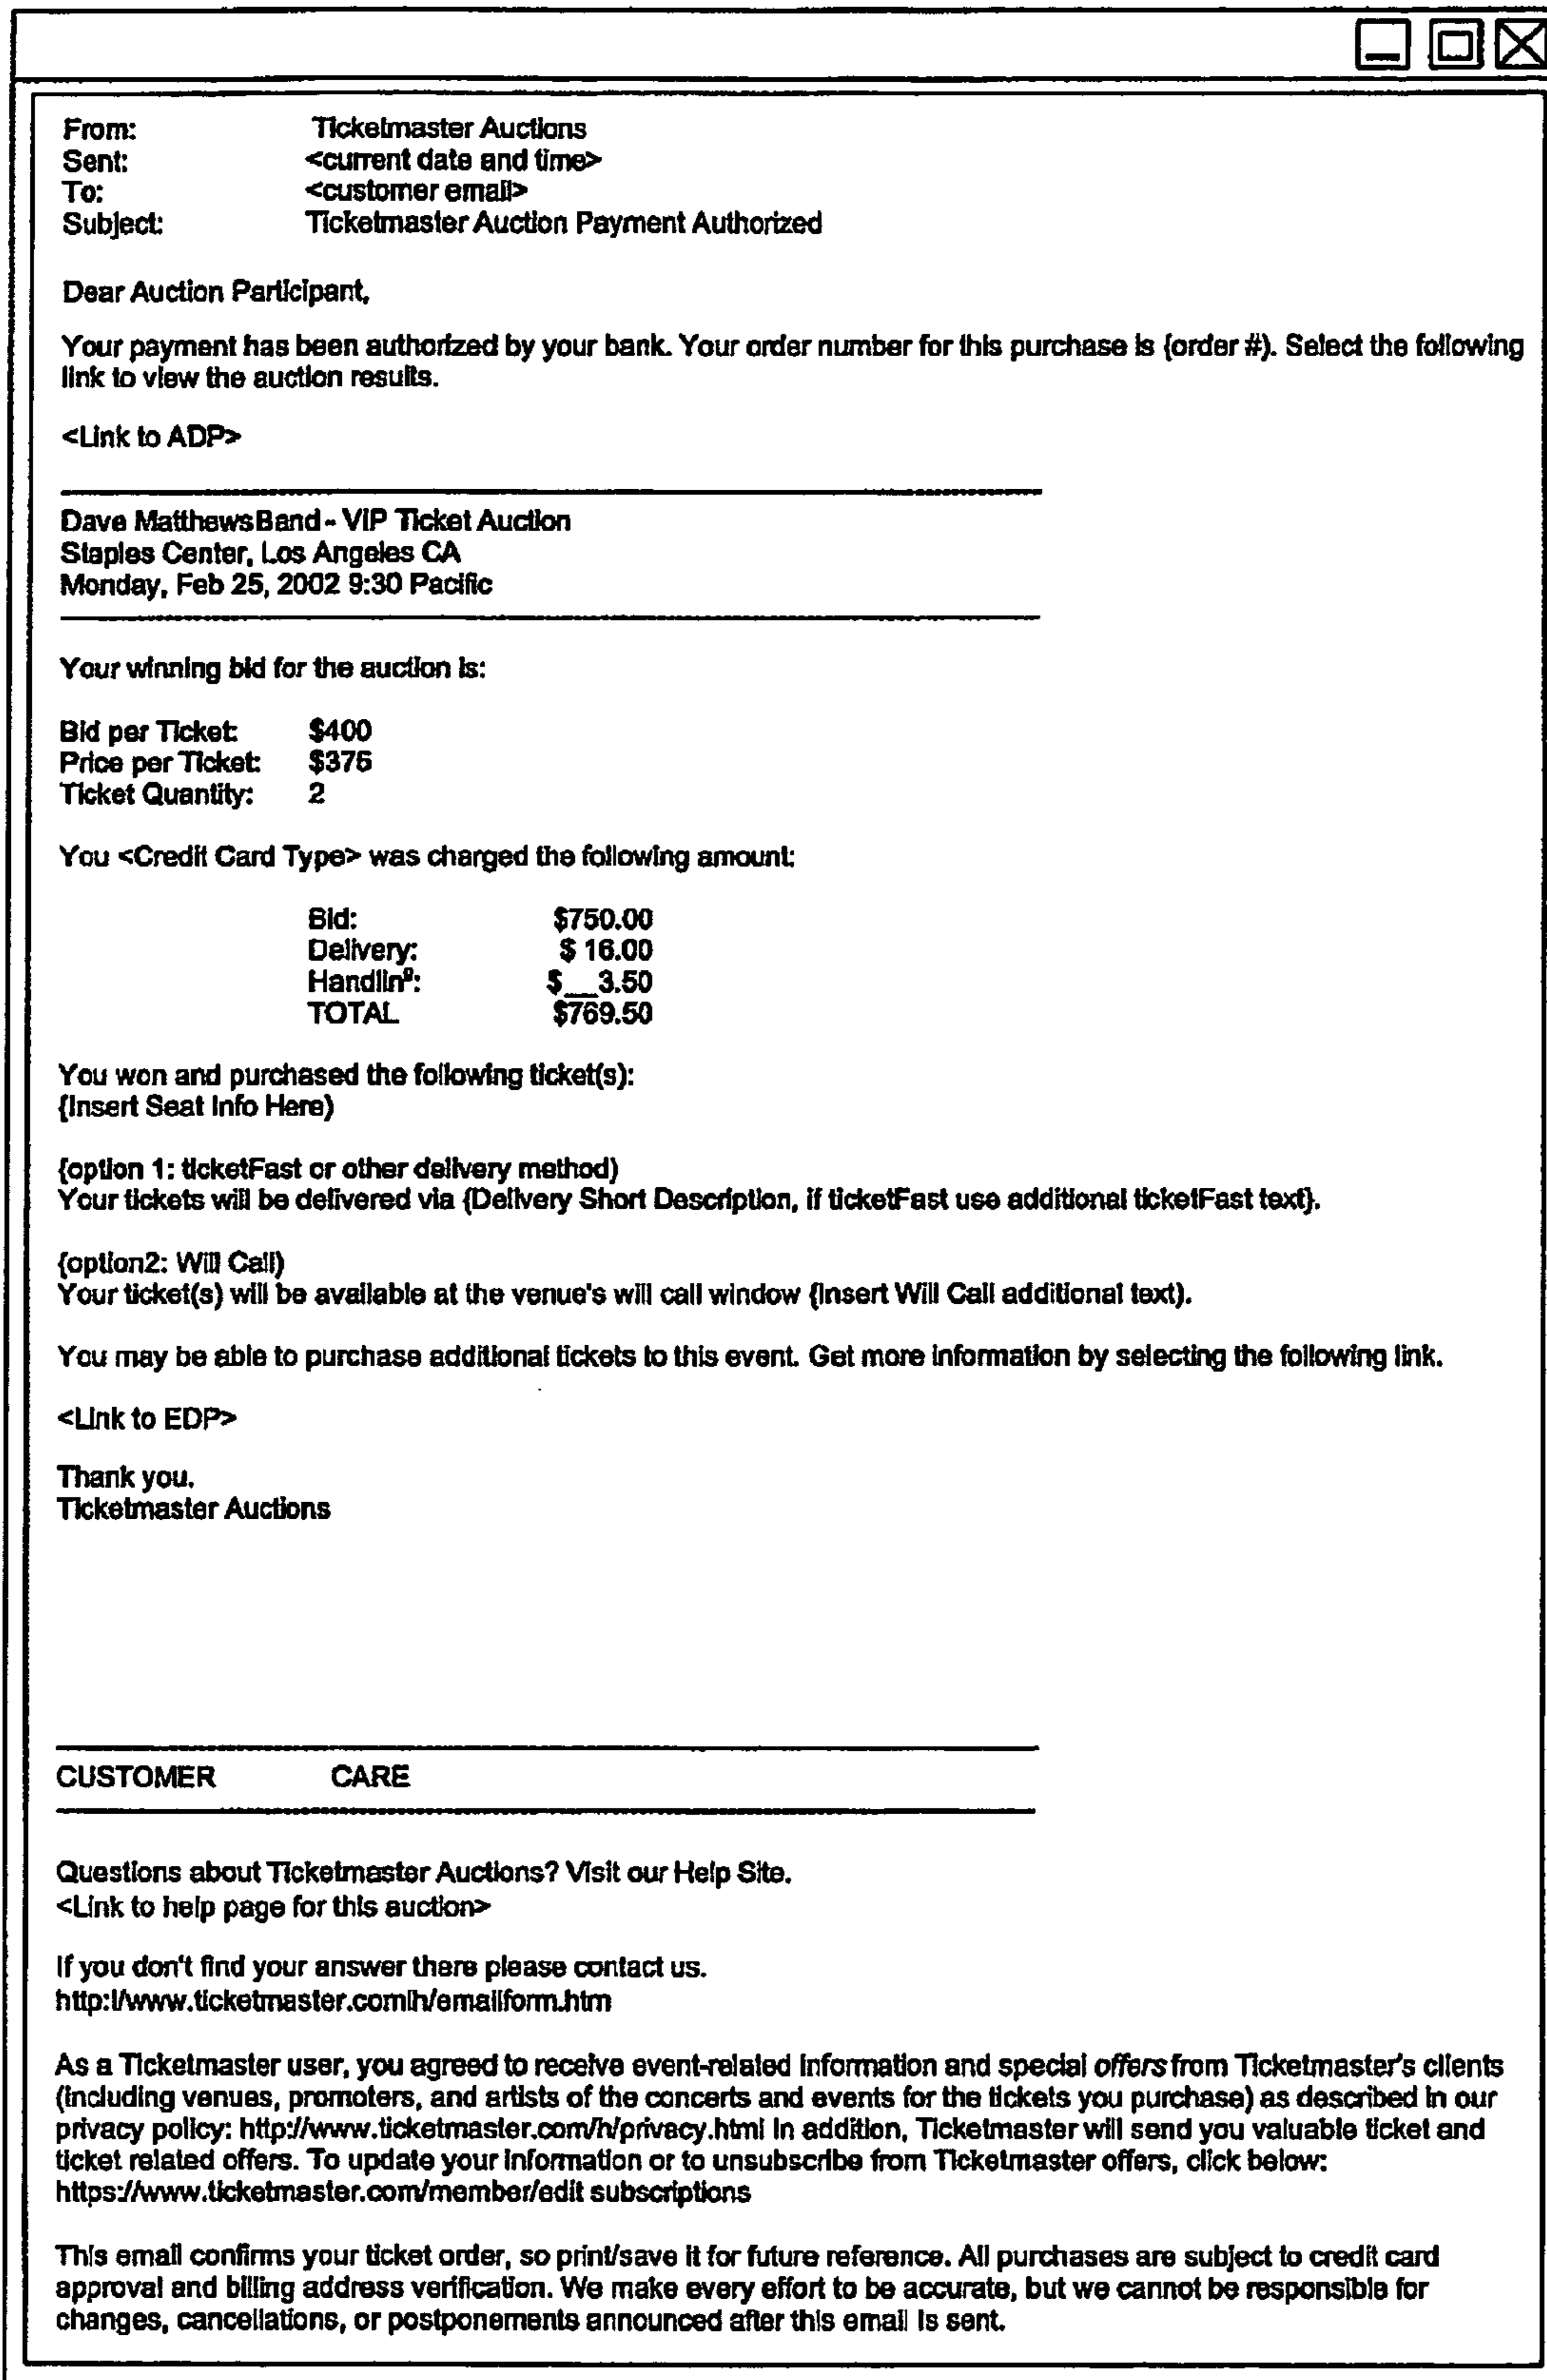 From: Ticketmaster Auctions
Sent: <current date and time>
To: <customer email>
Subject: Ticketmaster Auction Payment Authorized
Dear Auction Participant,
Your payment has been authorized by your bank. Your order number for this purchase is {order #}. Select the following
link to view the auction results.
<Link to ADP>
Dave Matthews Band - VIP Ticket Auction
Staples Center, Los Angeles CA
Monday, Feb 25, 2002 9:30 Pacific
Your winning bid for the auction is:
Bid per Ticket: $400
Price per Ticket: $375
Ticket Quantity: 2
You <Credit Card Type> was charged the following amount:
Bid: $750.00
Delivery: $ 16.00
Handling: $__3.50
TOTAL $769.50
You won and purchased the following ticket(s):
{Insert Seat Info Here)
{option 1: ticketFast or other delivery method)
Your tickets will be delivered via {Delivery Short Description, if ticketFast use additional ticketFast text}.
{option2: Will Call)
Your ticket(s) will be available at the venue's will call window {Insert Will Call additional text).
You may be able to purchase additional tickets to this event. Get more information by selecting the following link.
<Link to EDP>
Thank you.
Ticketmaster Auctions
CUSTOMER CARE
Questions about Ticketmaster Auctions? Visit our Help Site.
<Link to help page for this auction>
If you don't find your answer there please contact us.
http:l/www.ticketmaster.comlh/emailform.htm
As a Ticketmaster user, you agreed to receive event-related information and special offers from Ticketmaster's clients
(including venues, promoters, and artists of the concerts and events for the tickets you purchase) as described in our
privacy policy: http://www.ticketmaster.com/h/privacy.html In addition, Ticketmaster will send you valuable ticket and
ticket related offers. To update your information or to unsubscribe from Ticketmaster offers, click below:
https://www.ticketmaster.com/member/edit subscriptions
This email confirms your ticket order, so print/save it for future reference. All purchases are subject to credit card
approval and billing address verification. We make every effort to be accurate, but we cannot be responsible for
changes, cancellations, or postponements announced after this email is sent.